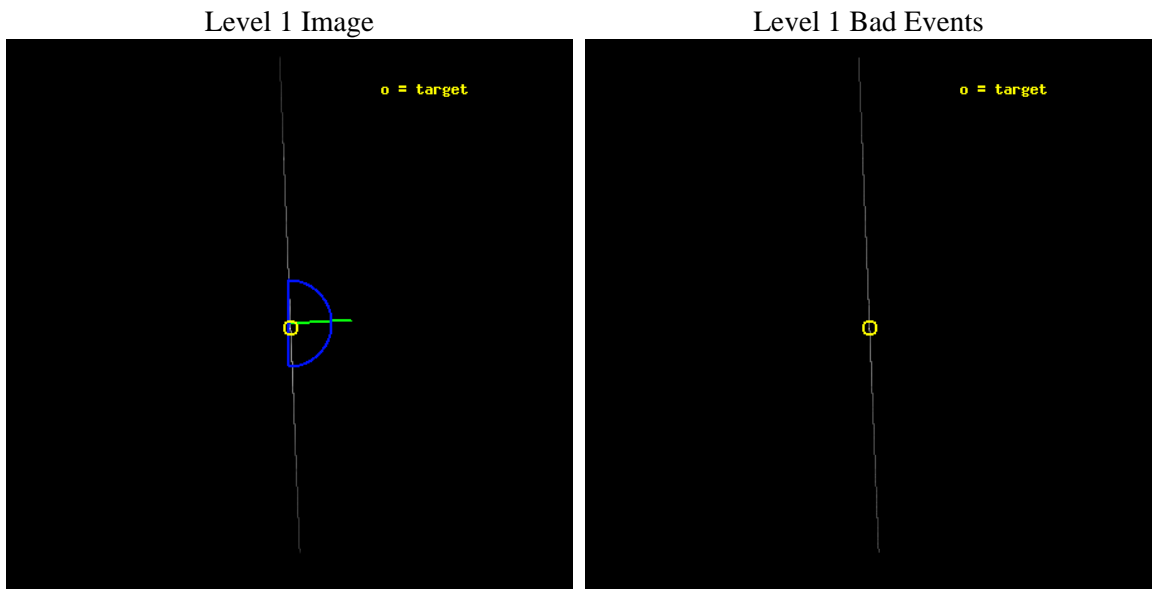 Level 1 Image
Level 1 Bad Events
o = target
o = target